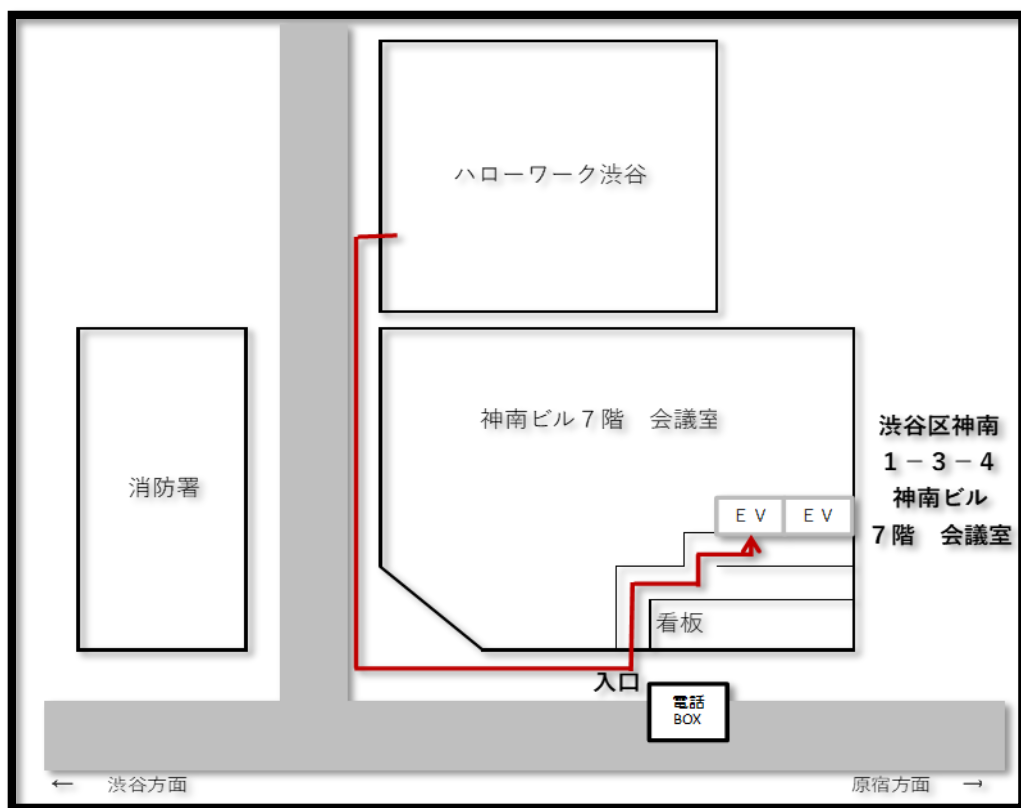 ハローワーク渋谷
神南ビル７階　会議室
渋谷区神南
１－３－４
神南ビル
７階　会議室
消防署
ＥＶ
ＥＶ
看板
入口
電話
BOX
←　渋谷方面
原宿方面　→